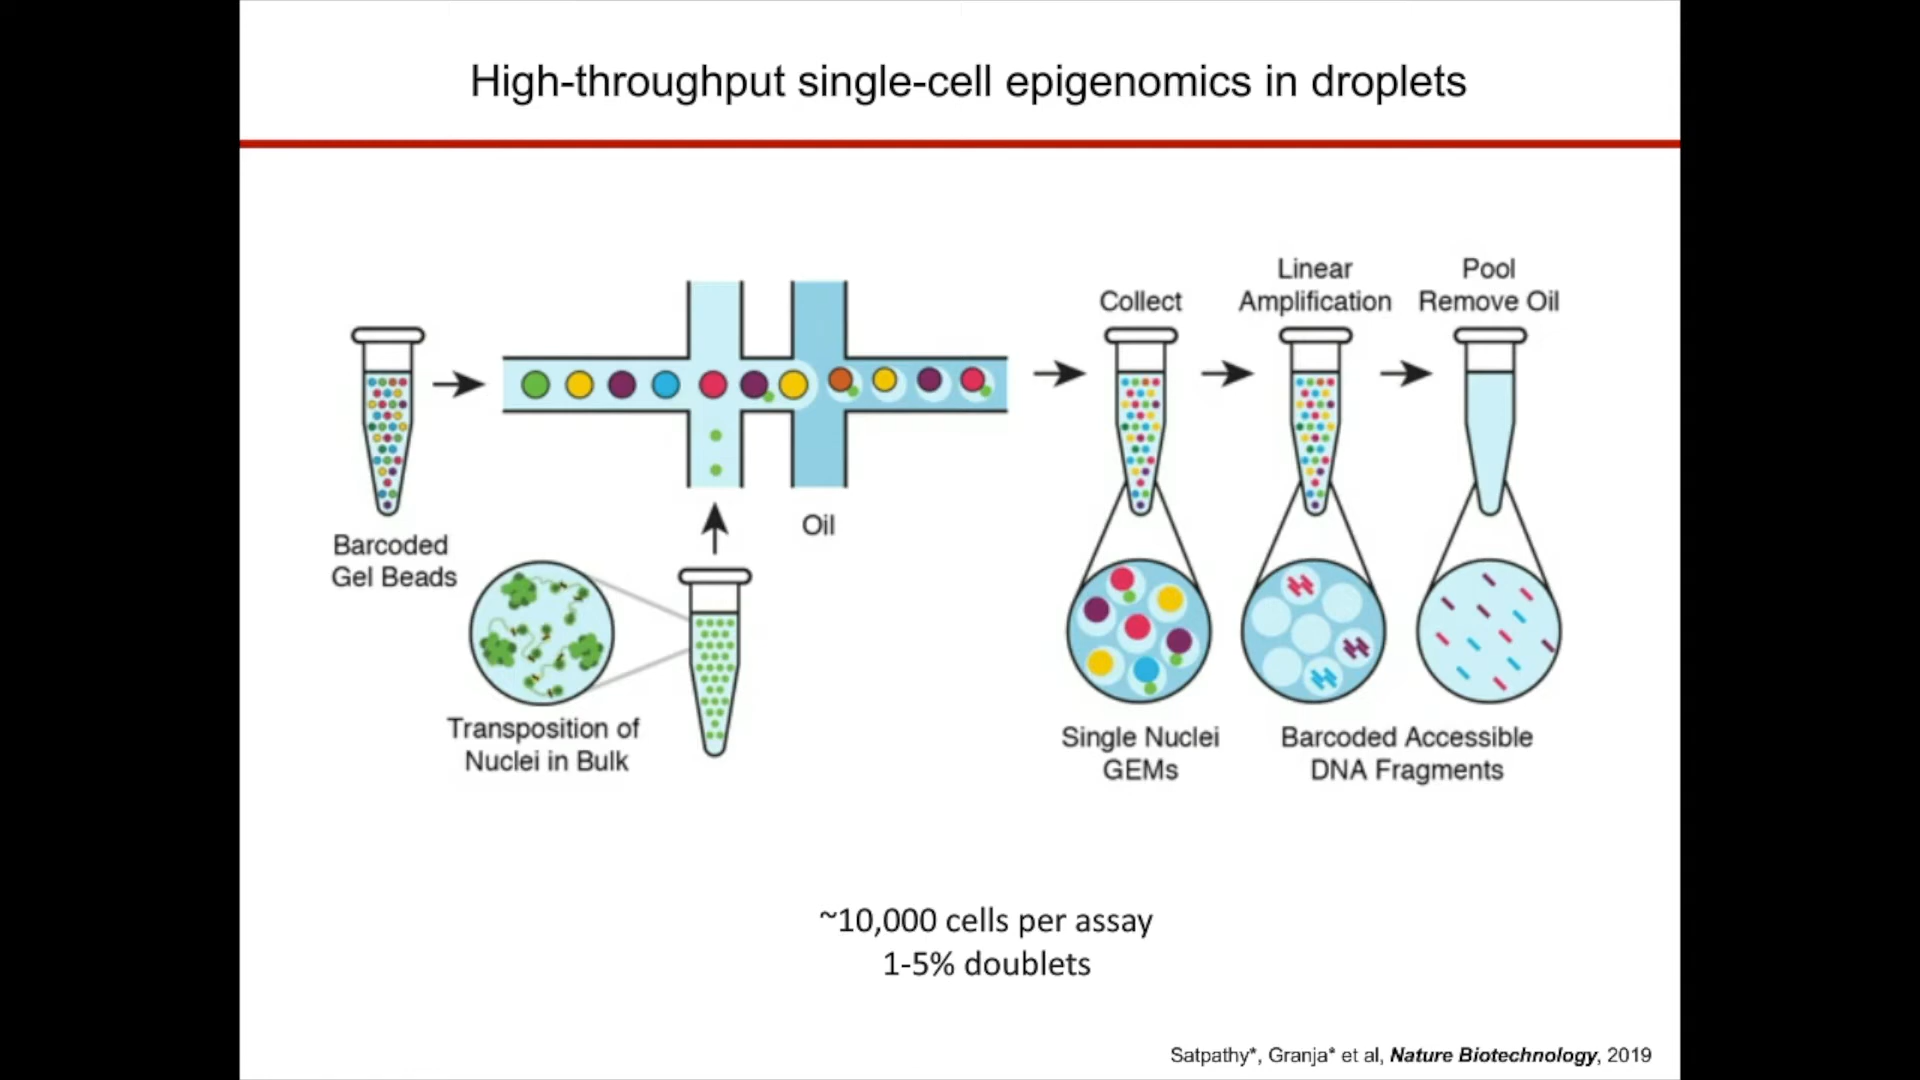 High-throughput single-cell epigenomics in droplets
Barcoded
Gel Beads
Transposition of
Nuclei in Bulk
Oil
Collect
Linear
Amplification
Pool
Remove Oil
Single Nuclei
GEMs
Barcoded Accessible
DNA Fragments
~10,000 cells per assay
1-5% doublets
Satpathy*, Granja* et al, Nature Biotechnology, 2019